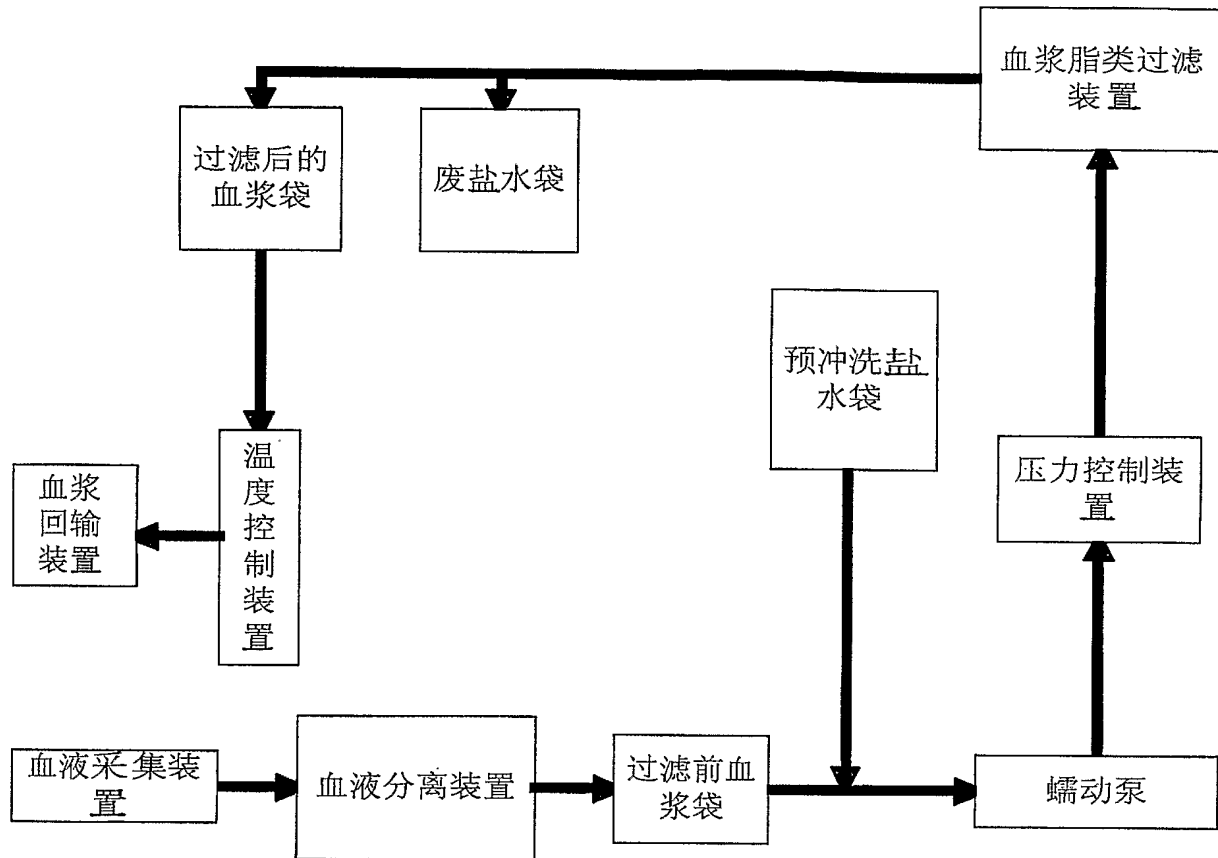 血浆脂类过滤
装置
过滤后的
血浆袋
废盐水袋
预冲洗盐
水袋
温
度
控
制
装
置
血浆
回输
装置
压力控制装
置
血液采集装
置
血液分离装置
过滤前血
浆袋
蠕动泵